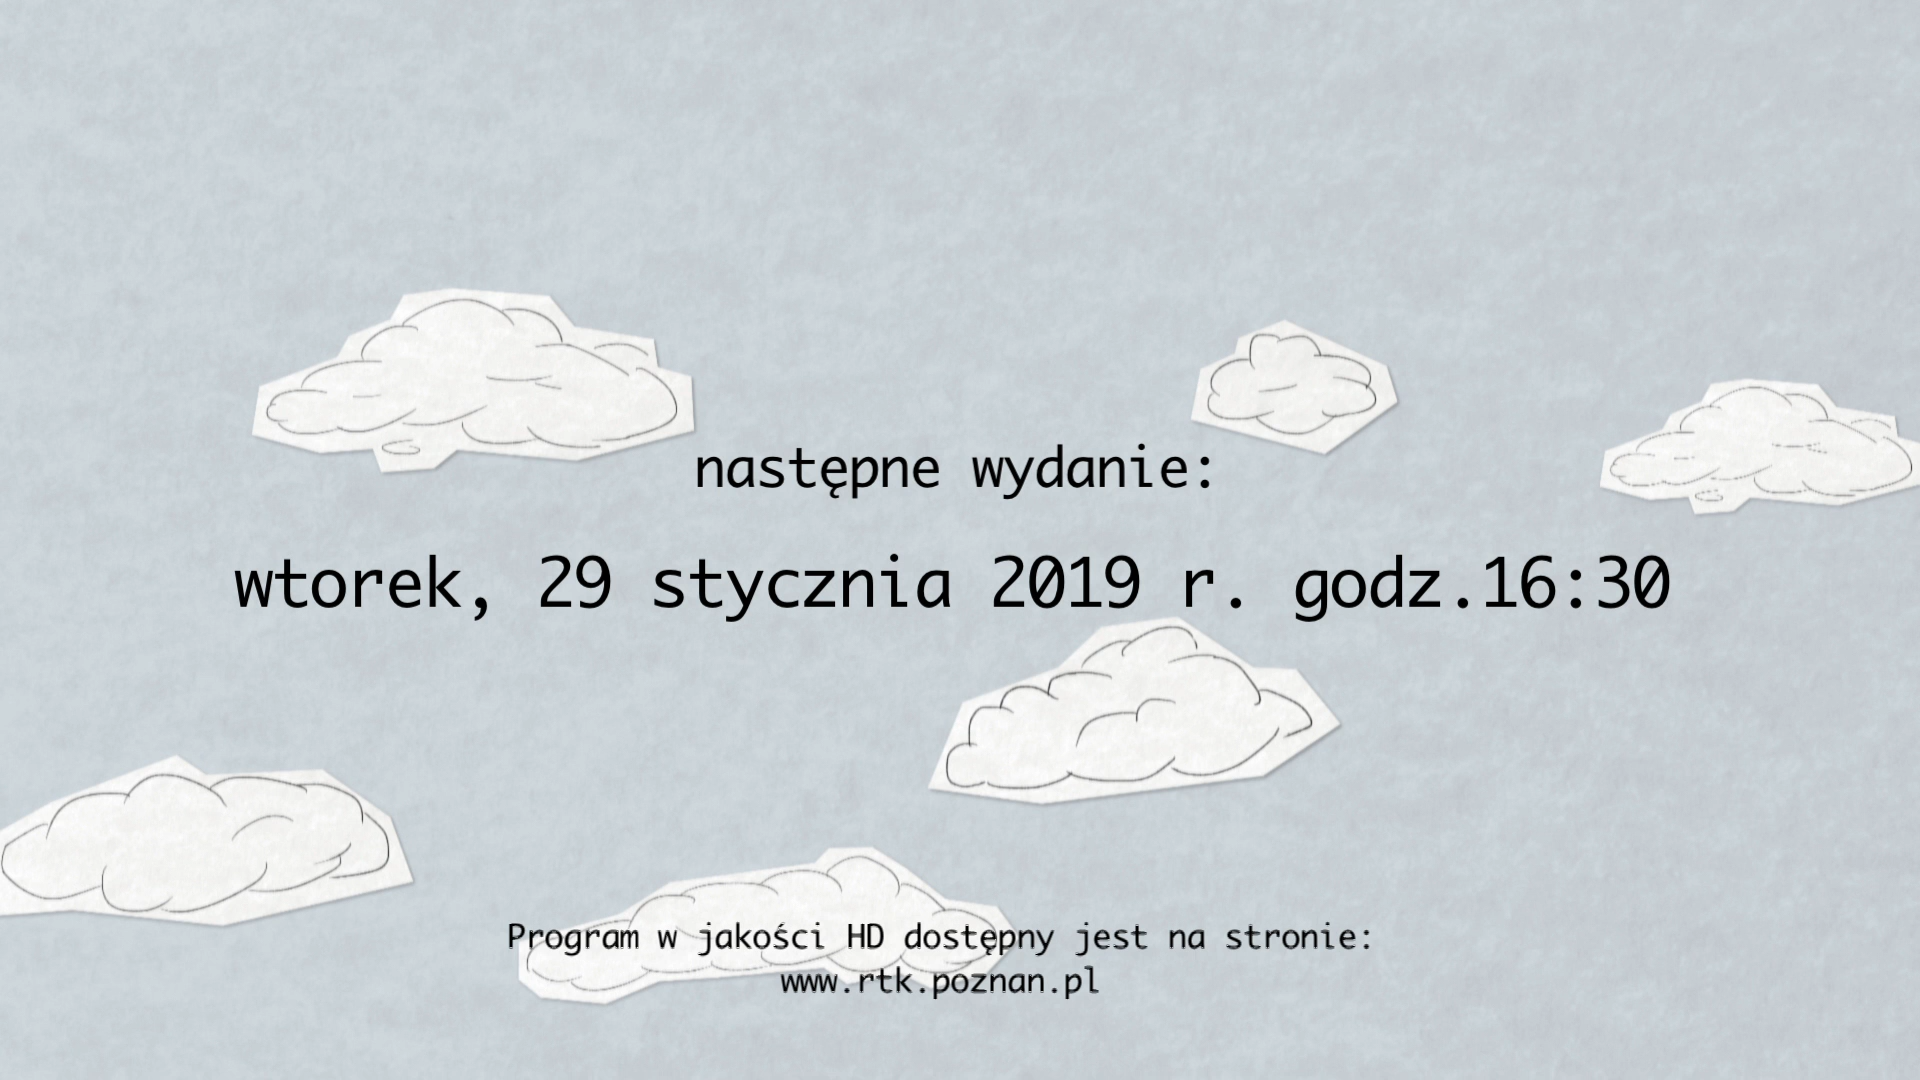 następne wydanie:
wtorek, 29 stycznia 2019 r. godz.16:30
Program w jakości HD dostępny jest na stronie:
www.rtk.poznan.pl